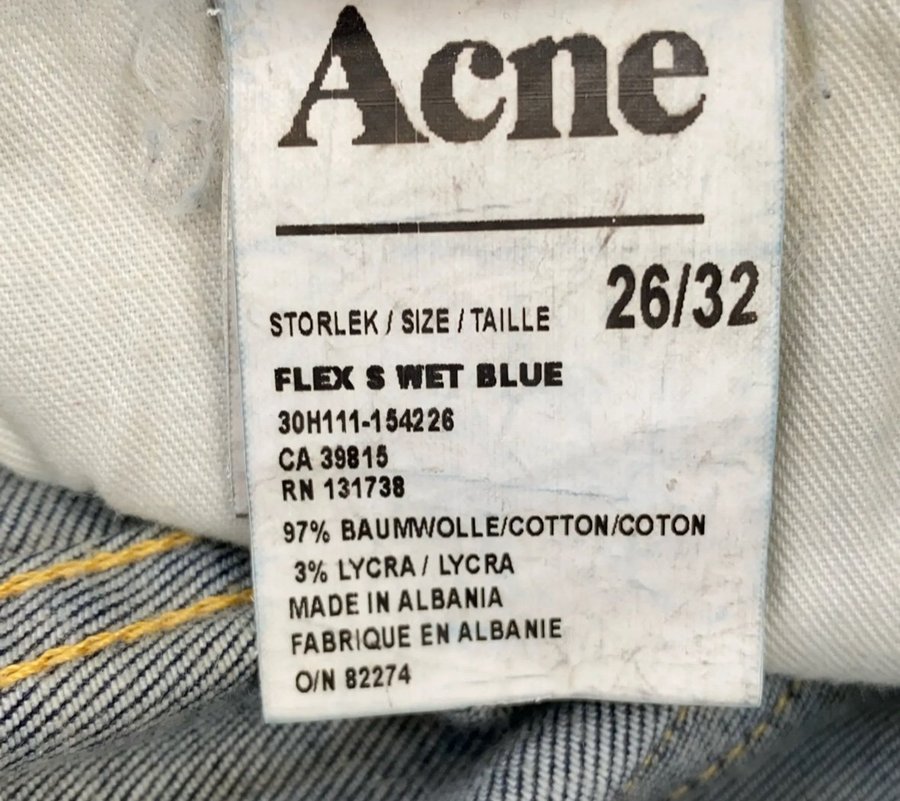 Acne
STORLEK / SIZE / TAILLE 26/32
FLEX S WET BLUE
30H111-154226
CA 39815
RN 131738
97% BAUMWOLLE/COTTON/COTON
3% LYCRA / LYCRA
MADE IN ALBANIA
FABRIQUE EN ALBANIE
O/N 82274